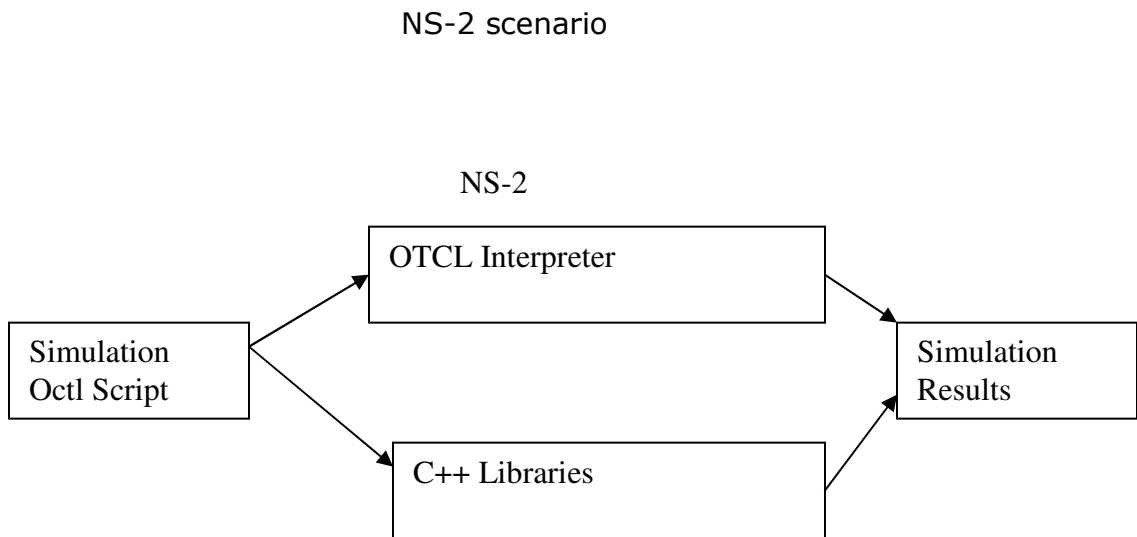 NS-2 scenario
NS-2
OTCL Interpreter
Simulation
Octl Script
Simulation
Results
C++ Libraries